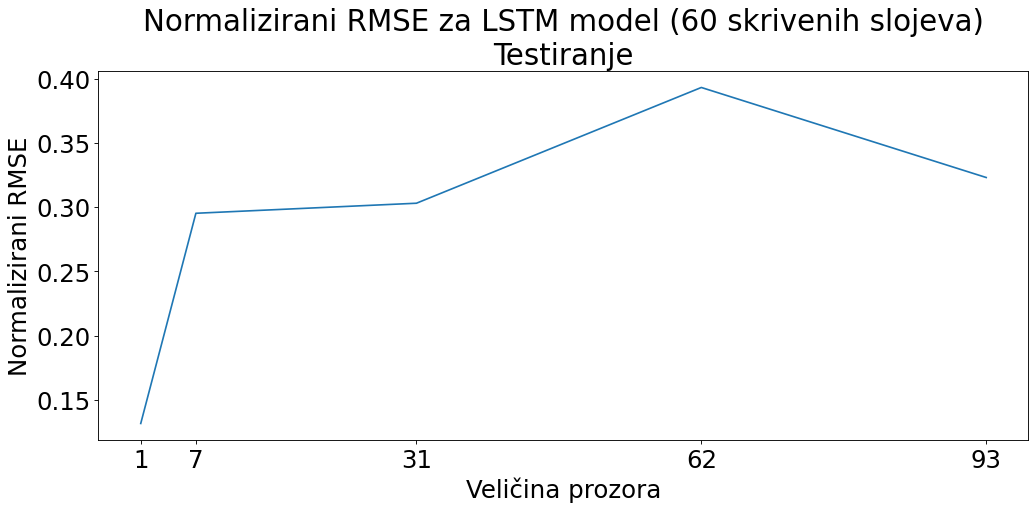 Normalizirani RMSE za LSTM model (60 skrivenih slojeva)
Testiranje
Normalizirani RMSE
0.40
0.35
0.30
0.25
0.20
0.15
1 7 31 62 93
Veličina prozora